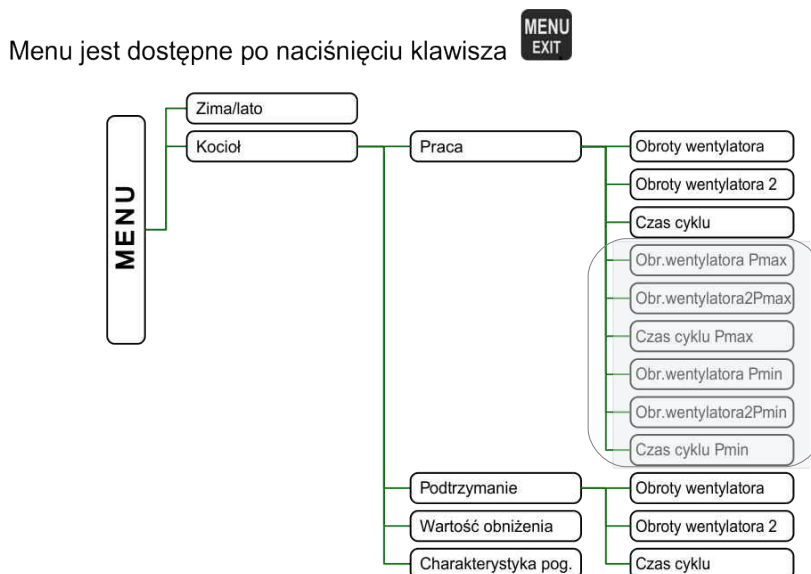 Menu jest dostępne po naciśnięciu klawisza MENU
EXIT
MENU
Zima/lato
Kocioł
Praca
Obroty wentylatora
Obroty wentylatora 2
Czas cyklu
Obr.wentylatora Pmax
Obr.wentylatora2Pmax
Czas cyklu Pmax
Obr.wentylatora Pmin
Obr.wentylatora2Pmin
Czas cyklu Pmin
Podtrzymanie
Obroty wentylatora
Obroty wentylatora 2
Czas cyklu
Wartość obniżenia
Charakterystyka pog.